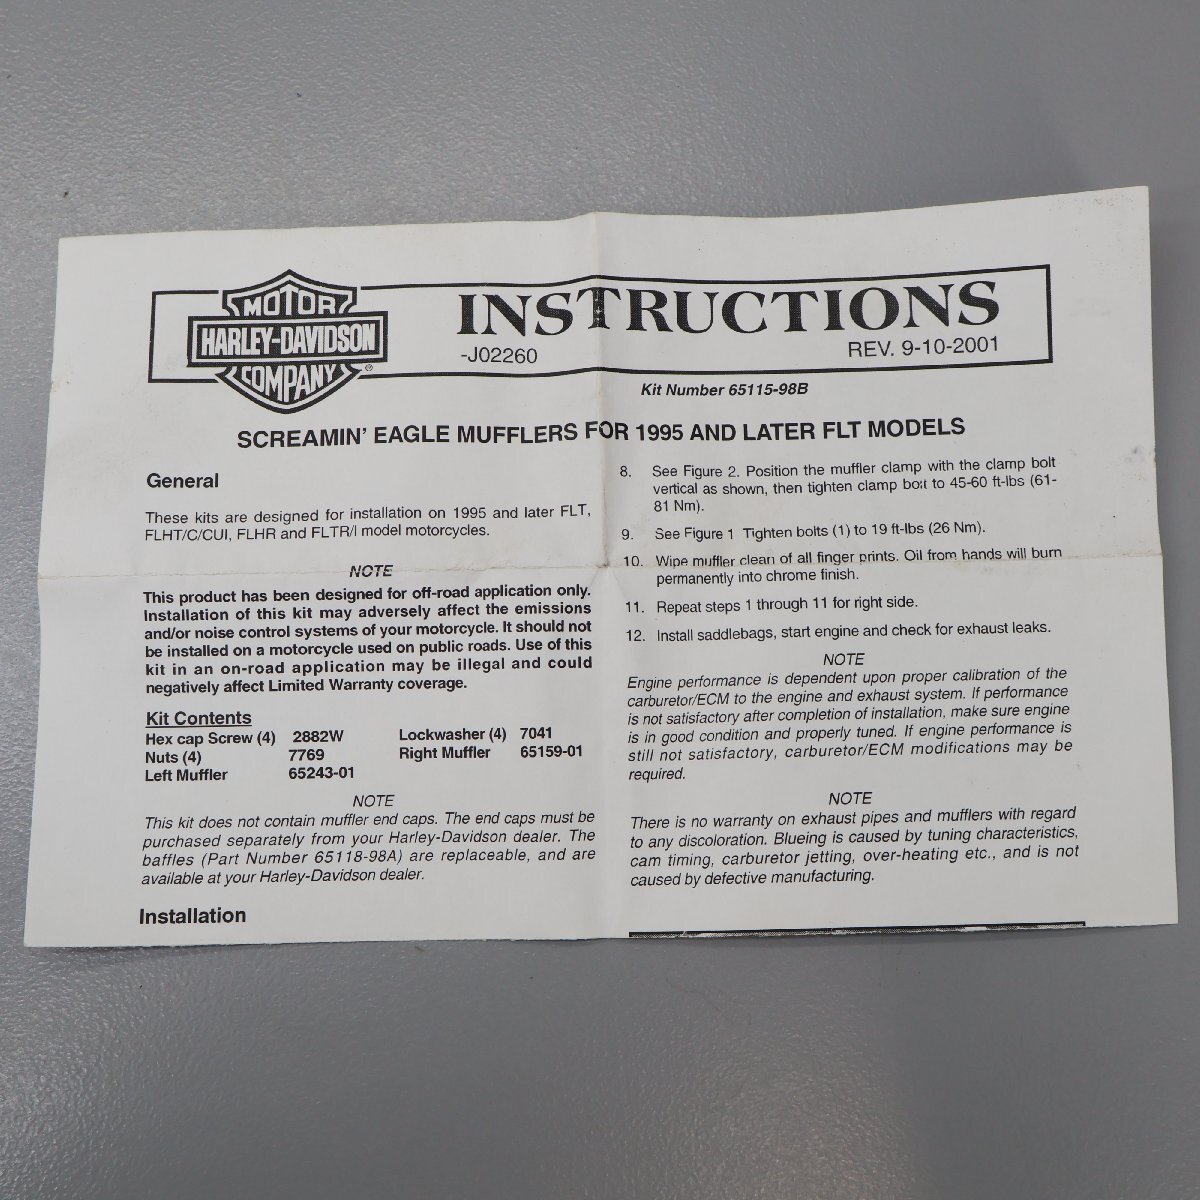 MOTOR
HARLEY-DAVIDSON
COMPANY
®
INSTRUCTIONS
-J02260
REV. 9-10-2001
Kit Number 65115-98B
SCREAMIN' EAGLE MUFFLERS FOR 1995 AND LATER FLT MODELS
General
These kits are designed for installation on 1995 and later FLT,
FLHT/C/CUI, FLHR and FLTR/I model motorcycles.
NOTE
This product has been designed for off-road application only.
Installation of this kit may adversely affect the emissions
and/or noise control systems of your motorcycle. It should not
be installed on a motorcycle used on public roads. Use of this
kit in an on-road application may be illegal and could
negatively affect Limited Warranty coverage.
Kit Contents
Hex cap Screw (4) 2882W Lockwasher (4) 7041
Nuts (4) 7769 Right Muffler 65159-01
Left Muffler 65243-01
NOTE
This kit does not contain muffler end caps. The end caps must be
purchased separately from your Harley-Davidson dealer. The
baffles (Part Number 65118-98A) are replaceable, and are
available at your Harley-Davidson dealer.
Installation
8. See Figure 2. Position the muffler clamp with the clamp bolt
vertical as shown, then tighten clamp bolt to 45-60 ft-lbs (61-
81 Nm).
9. See Figure 1 Tighten bolts (1) to 19 ft-lbs (26 Nm).
10. Wipe muffler clean of all finger prints. Oil from hands will burn
permanently into chrome finish.
11. Repeat steps 1 through 11 for right side.
12. Install saddlebags, start engine and check for exhaust leaks.
NOTE
Engine performance is dependent upon proper calibration of the
carburetor/ECM to the engine and exhaust system. If performance
is not satisfactory after completion of installation, make sure engine
is in good condition and properly tuned. If engine performance is
still not satisfactory, carburetor/ECM modifications may be
required.
NOTE
There is no warranty on exhaust pipes and mufflers with regard
to any discoloration. Blueing is caused by tuning characteristics,
cam timing, carburetor jetting, over-heating etc., and is not
caused by defective manufacturing.